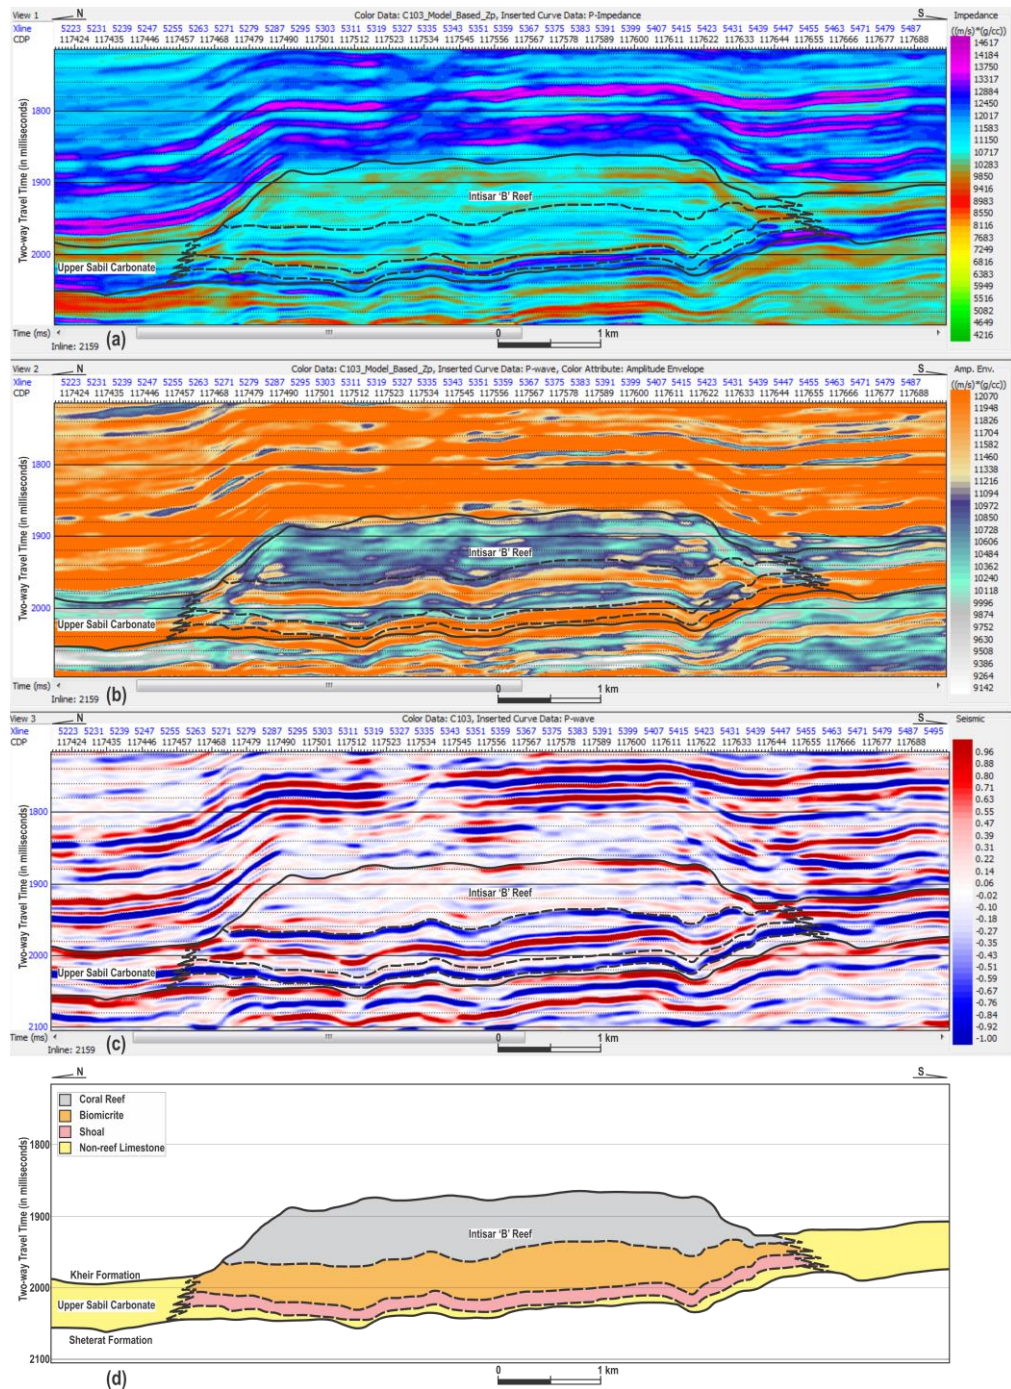 View 1 N Color Data: C103_Model_Based_Zp, Inserted Curve Data: P-Impedance S Impedance
Xline 5223 5231 5239 5247 5255 5263 5271 5279 5287 5295 5303 5311 5319 5327 5335 5343 5351 5359 5367 5375 5383 5391 5399 5407 5415 5423 5431 5439 5447 5455 5463 5471 5479 5487 ((m/s)*(g/cc)
CDP 117424 117435 117446 117457 117468 117479 117490 117501 117512 117523 117534 117545 117556 117567 117578 117589 117600 117611 117622 117633 117644 117655 117666 117677 117688
14617
14184
13750
13317
12884
12450
12017
11583
11150
10717
10283
9850
9416
8983
8550
8116
7683
7249
6816
6383
5949
5516
5082
4649
4216
Two-way Travel Time (in milliseconds)
1800
1900
2000
Intisar 'B' Reef
Upper Sabil Carbonate
Time (ms) (a) 0 1 km
Inline: 2159
View 2 N Color Data: C103_Model_Based_Zp, Inserted Curve Data: P-wave, Color Attribute: Amplitude Envelope S Amp. Env.
Xline 5223 5231 5239 5247 5255 5263 5271 5279 5287 5295 5303 5311 5319 5327 5335 5343 5351 5359 5367 5375 5383 5391 5399 5407 5415 5423 5431 5439 5447 5455 5463 5471 5479 5487 ((m/s)*(g/cc)
CDP 117424 117435 117446 117457 117468 117479 117490 117501 117512 117523 117534 117545 117556 117567 117578 117589 117600 117611 117622 117633 117644 117655 117666 117677 117688
12070
11948
11826
11704
11582
11460
11338
11216
11094
10972
10850
10728
10606
10484
10362
10240
10118
9996
9874
9752
9630
9508
9386
9264
9142
Two-way Travel Time (in milliseconds)
1800
1900
2000
Intisar 'B' Reef
Upper Sabil Carbonate
Time (ms) (b) 0 1 km
Inline: 2159
View 3 N Color Data: C103, Inserted Curve Data: P-wave S Seismic
Xline 5223 5231 5239 5247 5255 5263 5271 5279 5287 5295 5303 5311 5319 5327 5335 5343 5351 5359 5367 5375 5383 5391 5399 5407 5415 5423 5431 5439 5447 5455 5463 5471 5479 5487 5495
CDP 117424 117435 117446 117457 117468 117479 117490 117501 117512 117523 117534 117545 117556 117567 117578 117589 117600 117611 117622 117633 117644 117655 117666 117677 117688
0.96
0.88
0.80
0.71
0.63
0.55
0.47
0.39
0.31
0.22
0.14
0.06
-0.02
-0.10
-0.18
-0.27
-0.35
-0.43
-0.51
-0.59
-0.67
-0.76
-0.84
-0.92
-1.00
Two-way Travel Time (in milliseconds)
1800
1900
2000
2100
Intisar 'B' Reef
Upper Sabil Carbonate
Time (ms) (c) 0 1 km
Inline: 2159
N S
Coral Reef
Biomicrite
Shoal
Non-reef Limestone
Two-way Travel Time (in milliseconds)
1800
1900
2000
2100
Intisar 'B' Reef
Kheir Formation
Upper Sabil Carbonate
Sheterat Formation
(d) 0 1 km